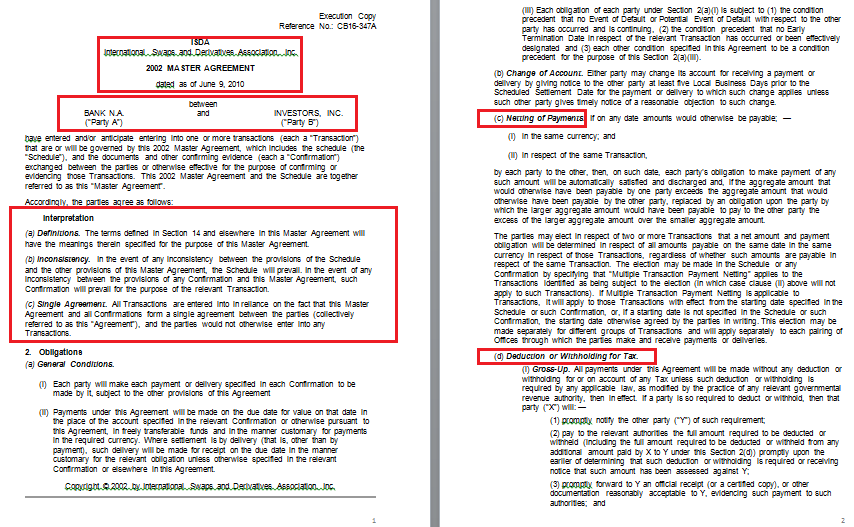 Execution Copy
Reference No.: CB16-347A
ISDA
International Swaps and Derivatives Association, Inc.
2002 MASTER AGREEMENT
dated as of June 9, 2010
between
BANK N.A. and INVESTORS, INC.
("Party A") ("Party B")
have entered and/or anticipate entering into one or more transactions (each a "Transaction")
that are or will be governed by this 2002 Master Agreement, which includes the schedule (the
"Schedule"), and the documents and other confirming evidence (each a "Confirmation")
exchanged between the parties or otherwise effective for the purpose of confirming or
evidencing those Transactions. This 2002 Master Agreement and the Schedule are together
referred to as this "Master Agreement".
Accordingly, the parties agree as follows:
Interpretation
(a) Definitions. The terms defined in Section 14 and elsewhere in this Master Agreement will
have the meanings therein specified for the purpose of this Master Agreement.
(b) Inconsistency. In the event of any inconsistency between the provisions of the Schedule
and the other provisions of this Master Agreement, the Schedule will prevail. In the event of any
inconsistency between the provisions of any Confirmation and this Master Agreement, such
Confirmation will prevail for the purpose of the relevant Transaction.
(c) Single Agreement. All Transactions are entered into in reliance on the fact that this Master
Agreement and all Confirmations form a single agreement between the parties (collectively
referred to as this "Agreement"), and the parties would not otherwise enter into any
Transactions.
2. Obligations
(a) General Conditions.
(i) Each party will make each payment or delivery specified in each Confirmation to be
made by it, subject to the other provisions of this Agreement
(ii) Payments under this Agreement will be made on the due date for value on that date in
the place of the account specified in the relevant Confirmation or otherwise pursuant to
this Agreement, in freely transferable funds and in the manner customary for payments
in the required currency. Where settlement is by delivery (that is, other than by
payment), such delivery will be made for receipt on the due date in the manner
customary for the relevant obligation unless otherwise specified in the relevant
Confirmation or elsewhere in this Agreement.
Copyright © 2002 by International Swaps and Derivatives Association, Inc.
1
(iii) Each obligation of each party under Section 2(a)(i) is subject to (1) the condition
precedent that no Event of Default or Potential Event of Default with respect to the other
party has occurred and is continuing, (2) the condition precedent that no Early
Termination Date in respect of the relevant Transaction has occurred or been effectively
designated and (3) each other condition specified in this Agreement to be a condition
precedent for the purpose of this Section 2(a)(iii).
(b) Change of Account. Either party may change its account for receiving a payment or
delivery by giving notice to the other party at least five Local Business Days prior to the
Scheduled Settlement Date for the payment or delivery to which such change applies unless
such other party gives timely notice of a reasonable objection to such change.
(c) Netting of Payments. If on any date amounts would otherwise be payable; —
(i) In the same currency; and
(ii) In respect of the same Transaction,
by each party to the other, then, on such date, each party's obligation to make payment of any
such amount will be automatically satisfied and discharged and, if the aggregate amount that
would otherwise have been payable by one party exceeds the aggregate amount that would
otherwise have been payable by the other party, replaced by an obligation upon the party by
which the larger aggregate amount would have been payable to pay to the other party the
excess of the larger aggregate amount over the smaller aggregate amount.
The parties may elect in respect of two or more Transactions that a net amount and payment
obligation will be determined in respect of all amounts payable on the same date in the same
currency in respect of those Transactions, regardless of whether such amounts are payable in
respect of the same Transaction. The election may be made in the Schedule or any
Confirmation by specifying that "Multiple Transaction Payment Netting" applies to the
Transactions identified as being subject to the election (in which case clause (ii) above will not
apply to such Transactions). If Multiple Transaction Payment Netting is applicable to
Transactions, it will apply to those Transactions with effect from the starting date specified in the
Schedule or such Confirmation, or, if a starting date is not specified in the Schedule or such
Confirmation, the starting date otherwise agreed by the parties in writing. This election may be
made separately for different groups of Transactions and will apply separately to each pairing of
Offices through which the parties make and receive payments or deliveries.
(d) Deduction or Withholding for Tax.
(i) Gross-Up. All payments under this Agreement will be made without any deduction or
withholding for or on account of any Tax unless such deduction or withholding is
required by any applicable law, as modified by the practice of any relevant governmental
revenue authority, then in effect. If a party is so required to deduct or withhold, then that
party ("X") will: —
(1) promptly notify the other party ("Y") of such requirement;
(2) pay to the relevant authorities the full amount required to be deducted or
withheld (including the full amount required to be deducted or withheld from any
additional amount paid by X to Y under this Section 2(d)) promptly upon the
earlier of determining that such deduction or withholding is required or receiving
notice that such amount has been assessed against Y;
(3) promptly forward to Y an official receipt (or a certified copy), or other
documentation reasonably acceptable to Y, evidencing such payment to such
authorities; and
2